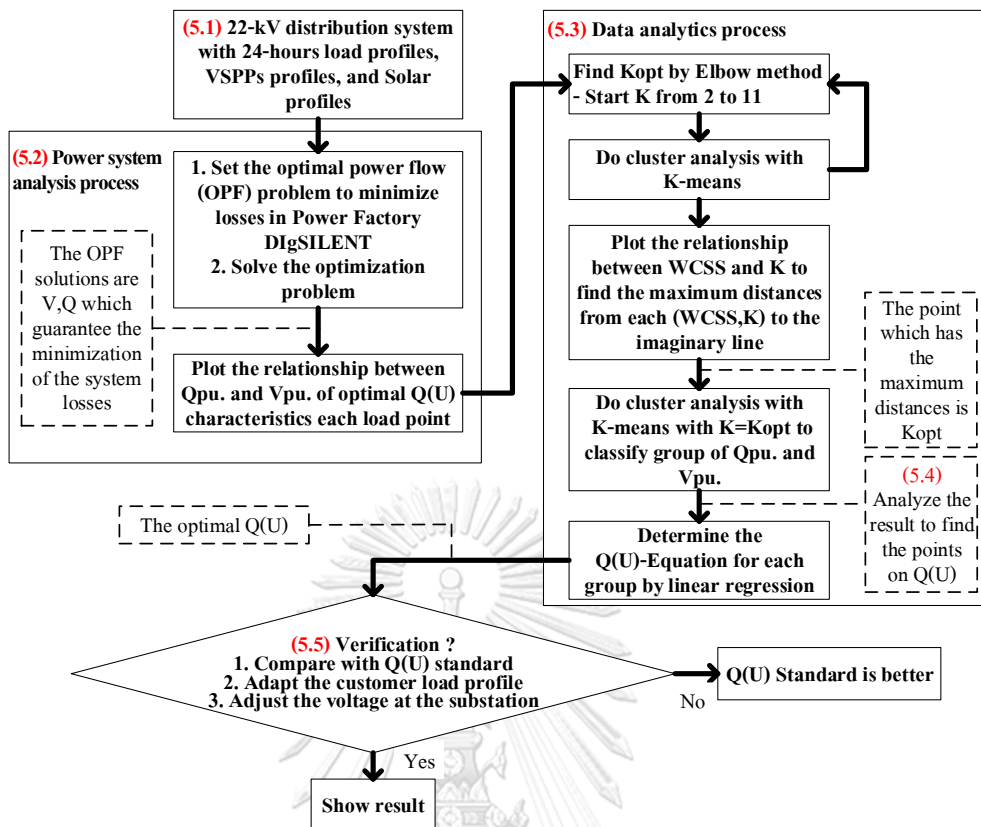 (5.1) 22-kV distribution system
with 24-hours load profiles,
VSPPs profiles, and Solar
profiles
(5.2) Power system
analysis process
1. Set the optimal power flow
(OPF) problem to minimize
losses in Power Factory
DIgSILENT
2. Solve the optimization
problem
The OPF
solutions are
V,Q which
guarantee the
minimization
of the system
losses
Plot the relationship between
Qpu. and Vpu. of optimal Q(U)
characteristics each load point
(5.3) Data analytics process
Find Kopt by Elbow method
- Start K from 2 to 11
Do cluster analysis with
K-means
Plot the relationship
between WCSS and K to
find the maximum distances
from each (WCSS,K) to the
imaginary line
The point
which has
the
maximum
distances is
Kopt
Do cluster analysis with
K-means with K=Kopt to
classify group of Qpu. and
Vpu.
(5.4)
Analyze the
result to find
the points
on Q(U)
Determine the
Q(U)-Equation for each
group by linear regression
The optimal Q(U)
(5.5) Verification ?
1. Compare with Q(U) standard
2. Adapt the customer load profile
3. Adjust the voltage at the substation
No
Q(U) Standard is better
Yes
Show result